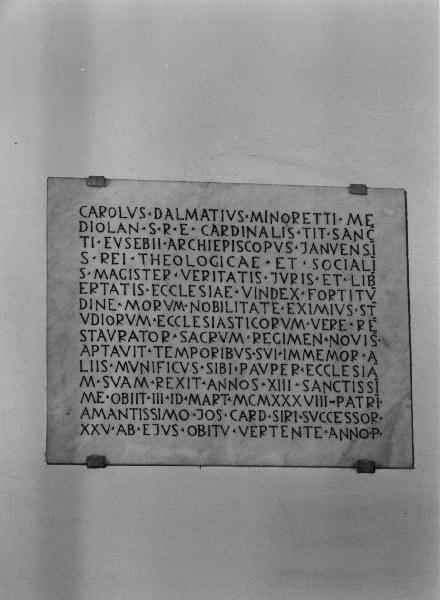 CAROLVS·DALMATIVS·MINORETTI·ME
DIOLAN·S·R·E·CARDINALIS·TIT·SANC
TI·EVSEBII·ARCHIEPISCOPVS·JANVENSI
S·REI·THEOLOGICAE·ET·SOCIALI
S·MAGISTER·VERITATIS·JVRIS·ET·LIB
ERTATIS·ECCLESIAE·VINDEX·FORTITV
DINE·MORVM·NOBILITATE·EXIMIVS·ST
VDIORVM·ECCLESIASTICORVM·VERE·RE
STAVRATOR·SACRVM·REGIMEN·NOVIS
APTAVIT·TEMPORIBVS·SVI·IMMEMOR·A
LIIS·MVNIFICVS·SIBI·PAVPER·ECCLESIA
M·SVAM·REXIT·ANNOS·XIII·SANCTISSI
ME·OBIIT·III·ID·MART·MCMXXXVIII-PATRI
AMANTISSIMO·JOS·CARD·SIRI·SVCCESSOR·
XXV·AB·EJVS·OBITV·VERTENTE·ANNO·P·